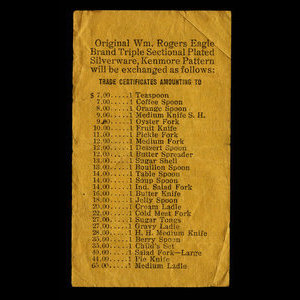 Original Wm. Rogers Eagle
Brand Triple Sectional Plated
Silverware, Kenmore Pattern
will be exchanged as follows:
TRADE CERTIFICATES AMOUNTING TO
$ 7.00.....1 Teaspoon
7.00.....1 Coffee Spoon
8.00.....1 Orange Spoon
9.00.....1 Medium Knife S. H.
9.00.....1 Oyster Fork
10.00.....1 Fruit Knife
11.00.....1 Pickle Fork
12.00.....1 Medium Fork
12.00.....1 Dessert Spoon
12.00.....1 Butter Spreader
13.00.....1 Sugar Shell
13.00.....1 Bouillon Spoon
14.00.....1 Table Spoon
14.00.....1 Soup Spoon
14.00.....1 Ind. Salad Fork
16.00.....1 Butter Knife
18.00.....1 Jelly Spoon
20.00.....1 Cream Ladle
22.00.....1 Cold Meat Fork
27.00.....1 Sugar Tongs
27.00.....1 Gravy Ladle
28.00.....1 H. H. Medium Knife
35.00.....1 Berry Spoon
35.00.....1 Child's Set
40.00.....1 Salad Fork—Large
44.00.....1 Pie Knife
65.00.....1 Medium Ladle